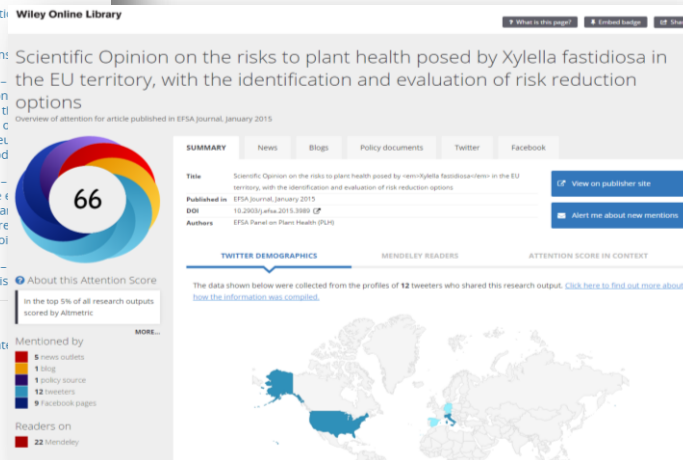 Wiley Online Library
What is this page?
Embed badge
Scientific Opinion on the risks to plant health posed by Xylella fastidiosa in
the EU territory, with the identification and evaluation of risk reduction
options
Overview of attention for article published in EFSA Journal, January 2015
66
SUMMARY
News
Blogs
Policy documents
Twitter
Facebook
Title
Scientific Opinion on the risks to plant health posed by <em>Xylella fastidiosa</em> in the EU
territory, with the identification and evaluation of risk reduction options
Published in EFSA Journal, January 2015
DOI 10.2903/j.efsa.2015.3989
Authors EFSA Panel on Plant Health (PLH)
View on publisher site
Alert me about new mentions
About this Attention Score
In the top 5% of all research outputs
scored by Altmetric
MORE...
Mentioned by
5 news outlets
1 blog
1 policy source
12 tweeters
9 Facebook pages
Readers on
22 Mendeley
TWITTER DEMOGRAPHICS
MENDELEY READERS
ATTENTION SCORE IN CONTEXT
The data shown below were collected from the profiles of 12 tweeters who shared this research output. Click here to find out more about
how the information was compiled.